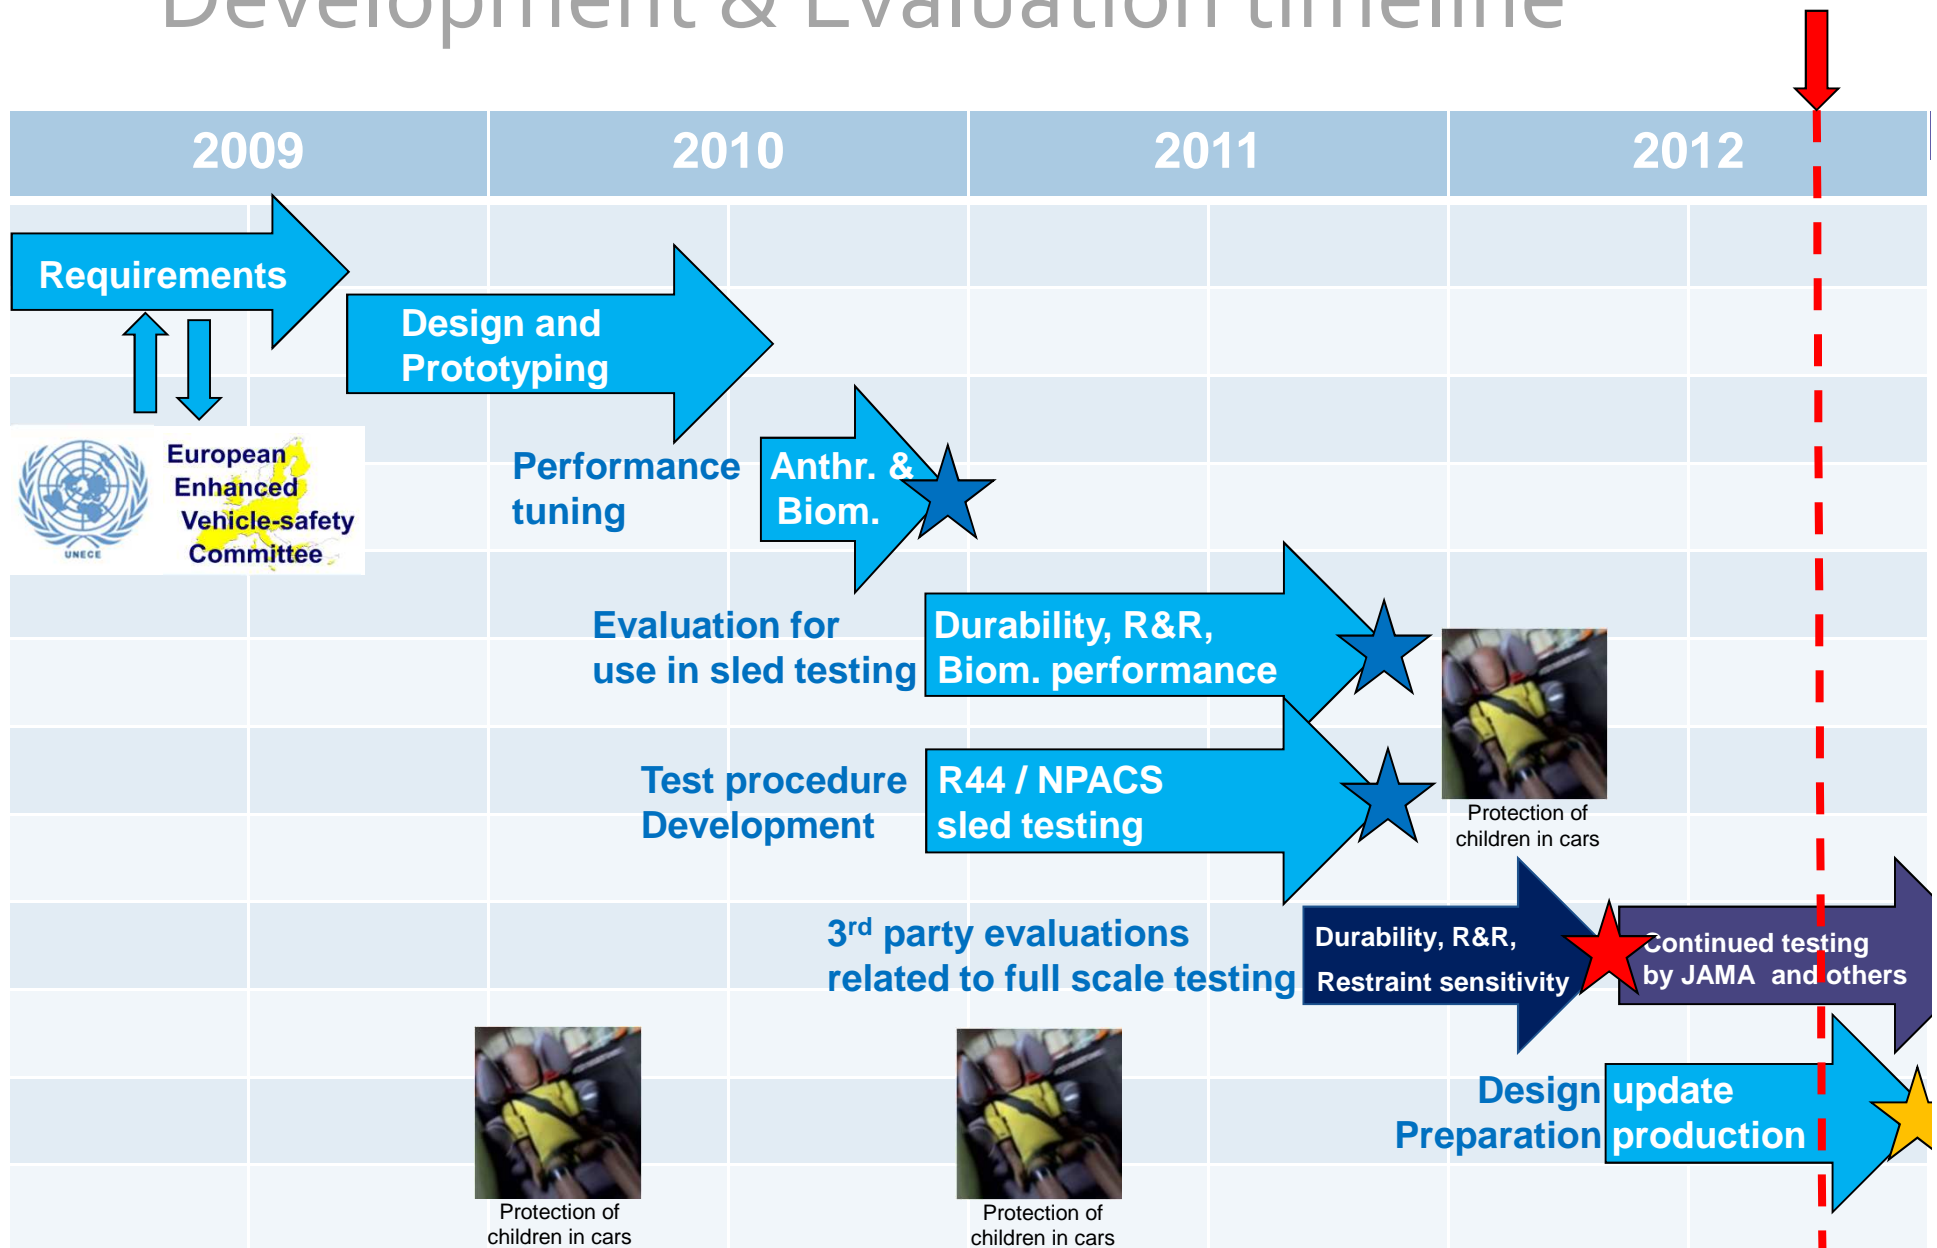 Development & Evaluation timeline
2009
2010
2011
2012
Requirements
Design and
Prototyping
UNECE
European
Enhanced
Vehicle-safety
Committee
Performance
tuning
Anthr. &
Biom.
Evaluation for
use in sled testing
Durability, R&R,
Biom. performance
Protection of
children in cars
Test procedure
Development
R44 / NPACS
sled testing
3rd party evaluations
related to full scale testing
Durability, R&R,
Restraint sensitivity
Continued testing
by JAMA and others
Design update
Preparation production
Protection of
children in cars
Protection of
children in cars